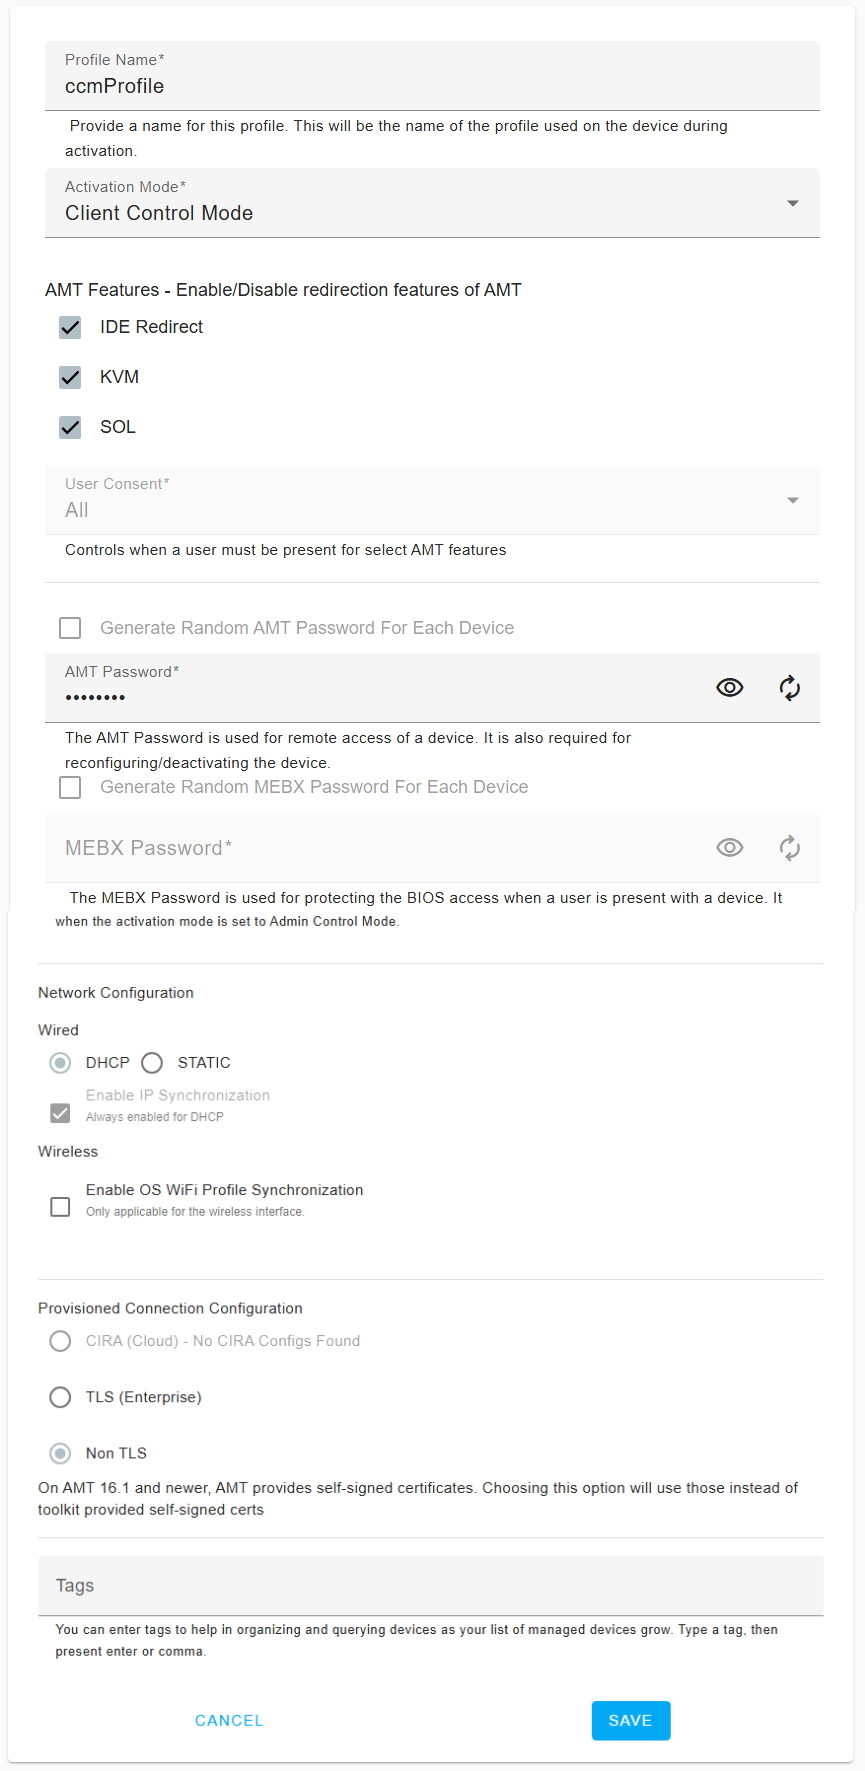 Profile Name*
ccmProfile
Provide a name for this profile. This will be the name of the profile used on the device during
activation.
Activation Mode*
Client Control Mode
AMT Features - Enable/Disable redirection features of AMT
IDE Redirect
KVM
SOL
User Consent*
All
Controls when a user must be present for select AMT features
Generate Random AMT Password For Each Device
AMT Password*
••••••••
The AMT Password is used for remote access of a device. It is also required for
reconfiguring/deactivating the device.
Generate Random MEBX Password For Each Device
MEBX Password*
The MEBX Password is used for protecting the BIOS access when a user is present with a device. It
when the activation mode is set to Admin Control Mode.
Network Configuration
Wired
DHCP STATIC
Enable IP Synchronization
Always enabled for DHCP
Wireless
Enable OS WiFi Profile Synchronization
Only applicable for the wireless interface.
Provisioned Connection Configuration
CIRA (Cloud) - No CIRA Configs Found
TLS (Enterprise)
Non TLS
On AMT 16.1 and newer, AMT provides self-signed certificates. Choosing this option will use those instead of
toolkit provided self-signed certs
Tags
You can enter tags to help in organizing and querying devices as your list of managed devices grow. Type a tag, then
present enter or comma.
CANCEL SAVE